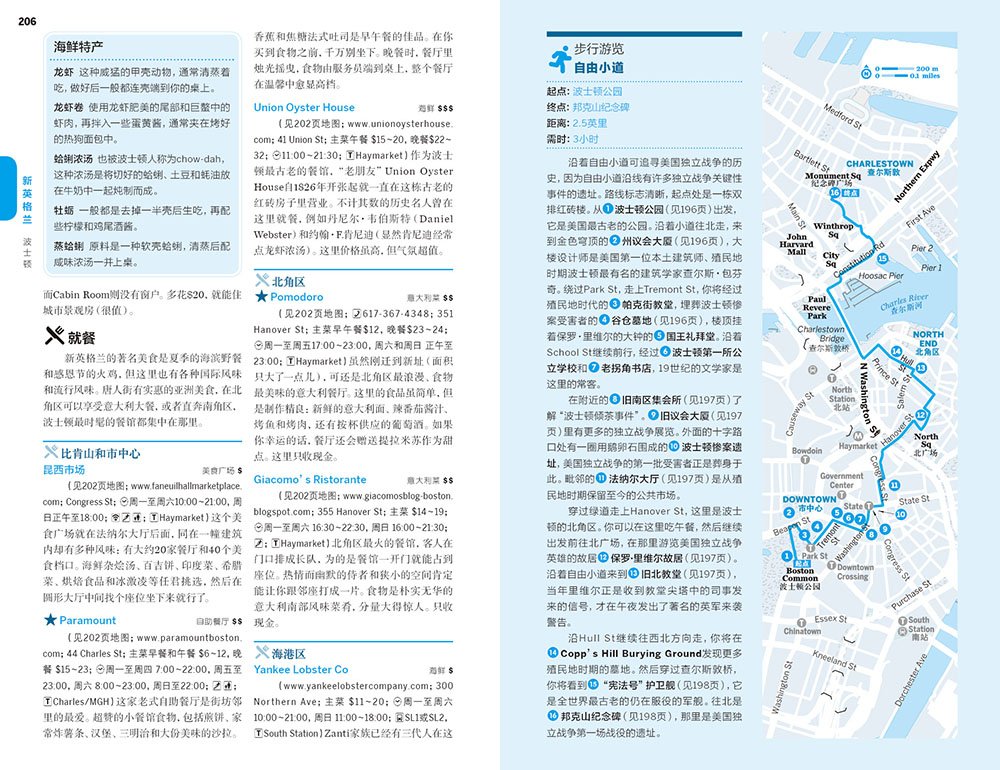 206
海鲜特产
龙虾 这种威猛的甲壳动物，通常清蒸着
吃，做好后一般都连壳端到你的桌上。
龙虾卷 使用龙虾肥美的尾部和巨螯中的
虾肉，再拌入一些蛋黄酱，通常夹在烤好
的热狗面包中。
蛤蜊浓汤 也被波士顿人称为chow-dah，
这种浓汤是将切好的蛤蜊、土豆和蚝油放
在牛奶中一起炖制而成。
牡蛎 一般都是去掉一半壳后生吃，再配
些柠檬和鸡尾酒酱。
蒸蛤蜊 原料是一种软壳蛤蜊，清蒸后配
咸味浓汤一并上桌。
新英格兰 波士顿
而Cabin Room则没有窗户。多花$20，就能住
城市景观房（很值）。
就餐
新英格兰的著名美食是夏季的海滨野餐
和感恩节的火鸡，但这里也有各种国际风味
和流行风味。唐人街有实惠的亚洲美食，在北
角区可以享受意大利大餐，或者直奔南角区，
波士顿最时髦的餐馆都集中在那里。
比肯山和市中心
昆西市场 美食广场 $
（见202页地图；www.faneuilhallmarketplace.
com; Congress St; 周一至周六10:00~21:00, 周
日正午至18:00; T Haymarket）这个美
食广场就在法纳尔大厅后面，同在一幢建筑
内却有多种风味：有大约20家餐厅和40个美
食档口。海鲜杂烩汤、百吉饼、印度菜、希腊
菜、烘焙食品和冰激凌等任君挑选，然后在
圆形大厅中间找个座位坐下来就行了。
★ Paramount 自助餐厅 $$
（见202页地图；www.paramountboston.
com; 44 Charles St; 主菜早餐和午餐 $6~12, 晚
餐 $15~23; 周一至周四 7:00~22:00, 周五至
23:00, 周六 8:00~23:00, 周日至22:00;
T Charles/MGH）这家老式自助餐厅是街坊邻
里的最爱。超赞的小餐馆食物，包括煎饼、家
常炸薯条、汉堡、三明治和大份美味的沙拉。
香蕉和焦糖法式吐司是早午餐的佳品。在你
买到食物之前，千万别坐下。晚餐时，餐厅里
烛光摇曳，食物由服务员端到桌上，整个餐厅
在温馨中愈显高档。
Union Oyster House 海鲜 $$$
（见202页地图；www.unionoysterhouse.
com; 41 Union St; 主菜午餐 $15~20, 晚餐$22~
32; 11:00~21:30; T Haymarket）作为波士
顿最古老的餐馆，“老朋友”Union Oyster
House自1826年开张起就一直在这栋古老的
红砖房子里营业。不计其数的历史名人曾在
这里就餐，例如丹尼尔·韦伯斯特（Daniel
Webster）和约翰·F.肯尼迪（显然肯尼迪经常
点龙虾浓汤）。这里价格虽高，但气氛超值。
北角区
★ Pomodoro 意大利菜 $$
（见202页地图；617-367-4348; 351
Hanover St; 主菜早午餐$12, 晚餐$23~24;
周一至周五17:00~23:00, 周六和周日 正午至
23:00; T Haymarket）虽然刚迁到新址（面积
只大了一点儿），可还是北角区最浪漫、食物
最美味的意大利餐厅。这里的食品虽简单，但
是制作精良：新鲜的意大利面，辣番茄酱汁、
烤鱼和烤肉，还有按杯供应的葡萄酒。如果
你幸运的话，餐厅还会赠送提拉米苏作为甜
点。这里只收现金。
Giacomo’s Ristorante 意大利菜 $$
（见202页地图；www.giacomosblog-boston.
blogspot.com; 355 Hanover St; 主菜 $14~19;
周一至周六 16:30~22:30, 周日 16:00~21:30;
T Haymarket）北角区最火的餐馆，客人在
门口排成长队，为的是餐馆一开门就能占到
座位。热情而幽默的侍者和狭小的空间肯定
能让你跟邻座打成一片。食物是朴实无华的
意大利南部风味菜肴，分量大得惊人。只收
现金。
海港区
Yankee Lobster Co 海鲜 $
（www.yankeelobstercompany.com; 300
Northern Ave; 主菜 $11~20; 周一至周六
10:00~21:00, 周日 11:00~18:00; SL1或SL2,
T South Station）Zanti家族已经有三代人在这
步行游览
自由小道
起点：波士顿公园
终点：邦克山纪念碑
距离：2.5英里
需时：3小时
沿着自由小道可追寻美国独立战争的历
史，因为自由小道沿线有许多独立战争关键性
事件的遗址。路线标志清晰，起点处是一栋双
排红砖楼。从1波士顿公园（见196页）出发，
它是美国最古老的公园。沿着小道往北走，来
到金色穹顶的2州议会大厦（见196页），大
楼设计师是美国第一位本土建筑师、殖民地
时期波士顿最有名的建筑学家查尔斯·包芬
奇。绕过Park St，走上Tremont St，你将经过
殖民地时代的3帕克街教堂，埋葬波士顿惨
案受害者的4谷仓墓地（见196页），楼顶挂
着保罗·里维尔的大钟的5国王礼拜堂。沿着
School St继续前行，经过6波士顿第一所公
立学校和7老拐角书店，19世纪的文学家是
这里的常客。
在附近的8旧南区集会所（见197页）了
解“波士顿倾茶事件”。9旧议会大厦（见197
页）里有更多的独立战争展览。外面的十字路
口处有一圈用鹅卵石围成的10波士顿惨案遗
址，美国独立战争的第一批受害者正是葬身于
此。毗邻的11法纳尔大厅（见197页）是从殖
民地时期保留至今的公共市场。
穿过绿道走上Hanover St，这里是波士
顿的北角区。你可以在这里吃午餐，然后继续
出发前往北广场，在那里游览美国独立战争
英雄的故居12保罗·里维尔故居（见197页）。
沿着自由小道来到13旧北教堂（见197页），
当年里维尔正是收到教堂尖塔中的司事发
来的信号，才在午夜发出了著名的英军来袭
警告。
沿Hull St继续往西北方向走，你将在
14Copp’s Hill Burying Ground发现更多
殖民地时期的墓地。然后穿过查尔斯桥，
你将看到15“宪法号”护卫舰（见198页），它
是全世界最古老的仍在服役的军舰。往北是
16邦克山纪念碑（见198页），那里是美国独
立战争第一场战役的遗址。
0 200 m
0 0.1 miles
Medford St
Bartlett St
CHARLESTOWN
查尔斯敦
Monument Sq
纪念碑广场
16 终点
Northern Expwy
Main St
Winthrop
Sq
First Ave
John
Harvard
Mall
City
Sq
Constitution Rd
15
Pier 2
Pier 1
Hoosac Pier
Paul
Revere
Park
Charles River
查尔斯河
Charlestown
Bridge
查尔斯敦桥
NORTH
END
北角区
14
Hull St
13
Prince St
Salem St
N Washington St
North
Station
北站
Causeway St
Hanover St
12
North
Sq
北广场
Haymarket
Bowdoin
Congress St
11
Government
Center
State St
DOWNTOWN
市中心
State
10
2
Beacon St
3
4
5
6
7
8
9
Tremont St
Washington St
Park St
1
起点
Boston
Common
波士顿公园
Downtown
Crossing
Congress St
Purchase St
Essex St
Chinatown
South
Station
南站
Kneeland St
Washington St
Dorchester Ave